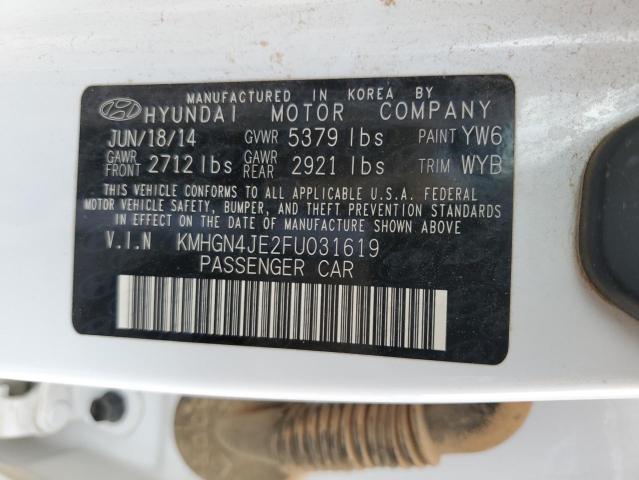 MANUFACTURED IN KOREA BY
HYUNDAI MOTOR COMPANY
JUN/18/14 GVWR 5379 lbs PAINT YW6
GAWR FRONT 2712 lbs GAWR REAR 2921 lbs TRIM WYB
THIS VEHICLE CONFORMS TO ALL APPLICABLE U.S.A. FEDERAL
MOTOR VEHICLE SAFETY, BUMPER, AND THEFT PREVENTION STANDARDS
IN EFFECT ON THE DATE OF MANUFACTURE SHOWN ABOVE.
V.I.N KMHGN4JE2FU031619
PASSENGER CAR